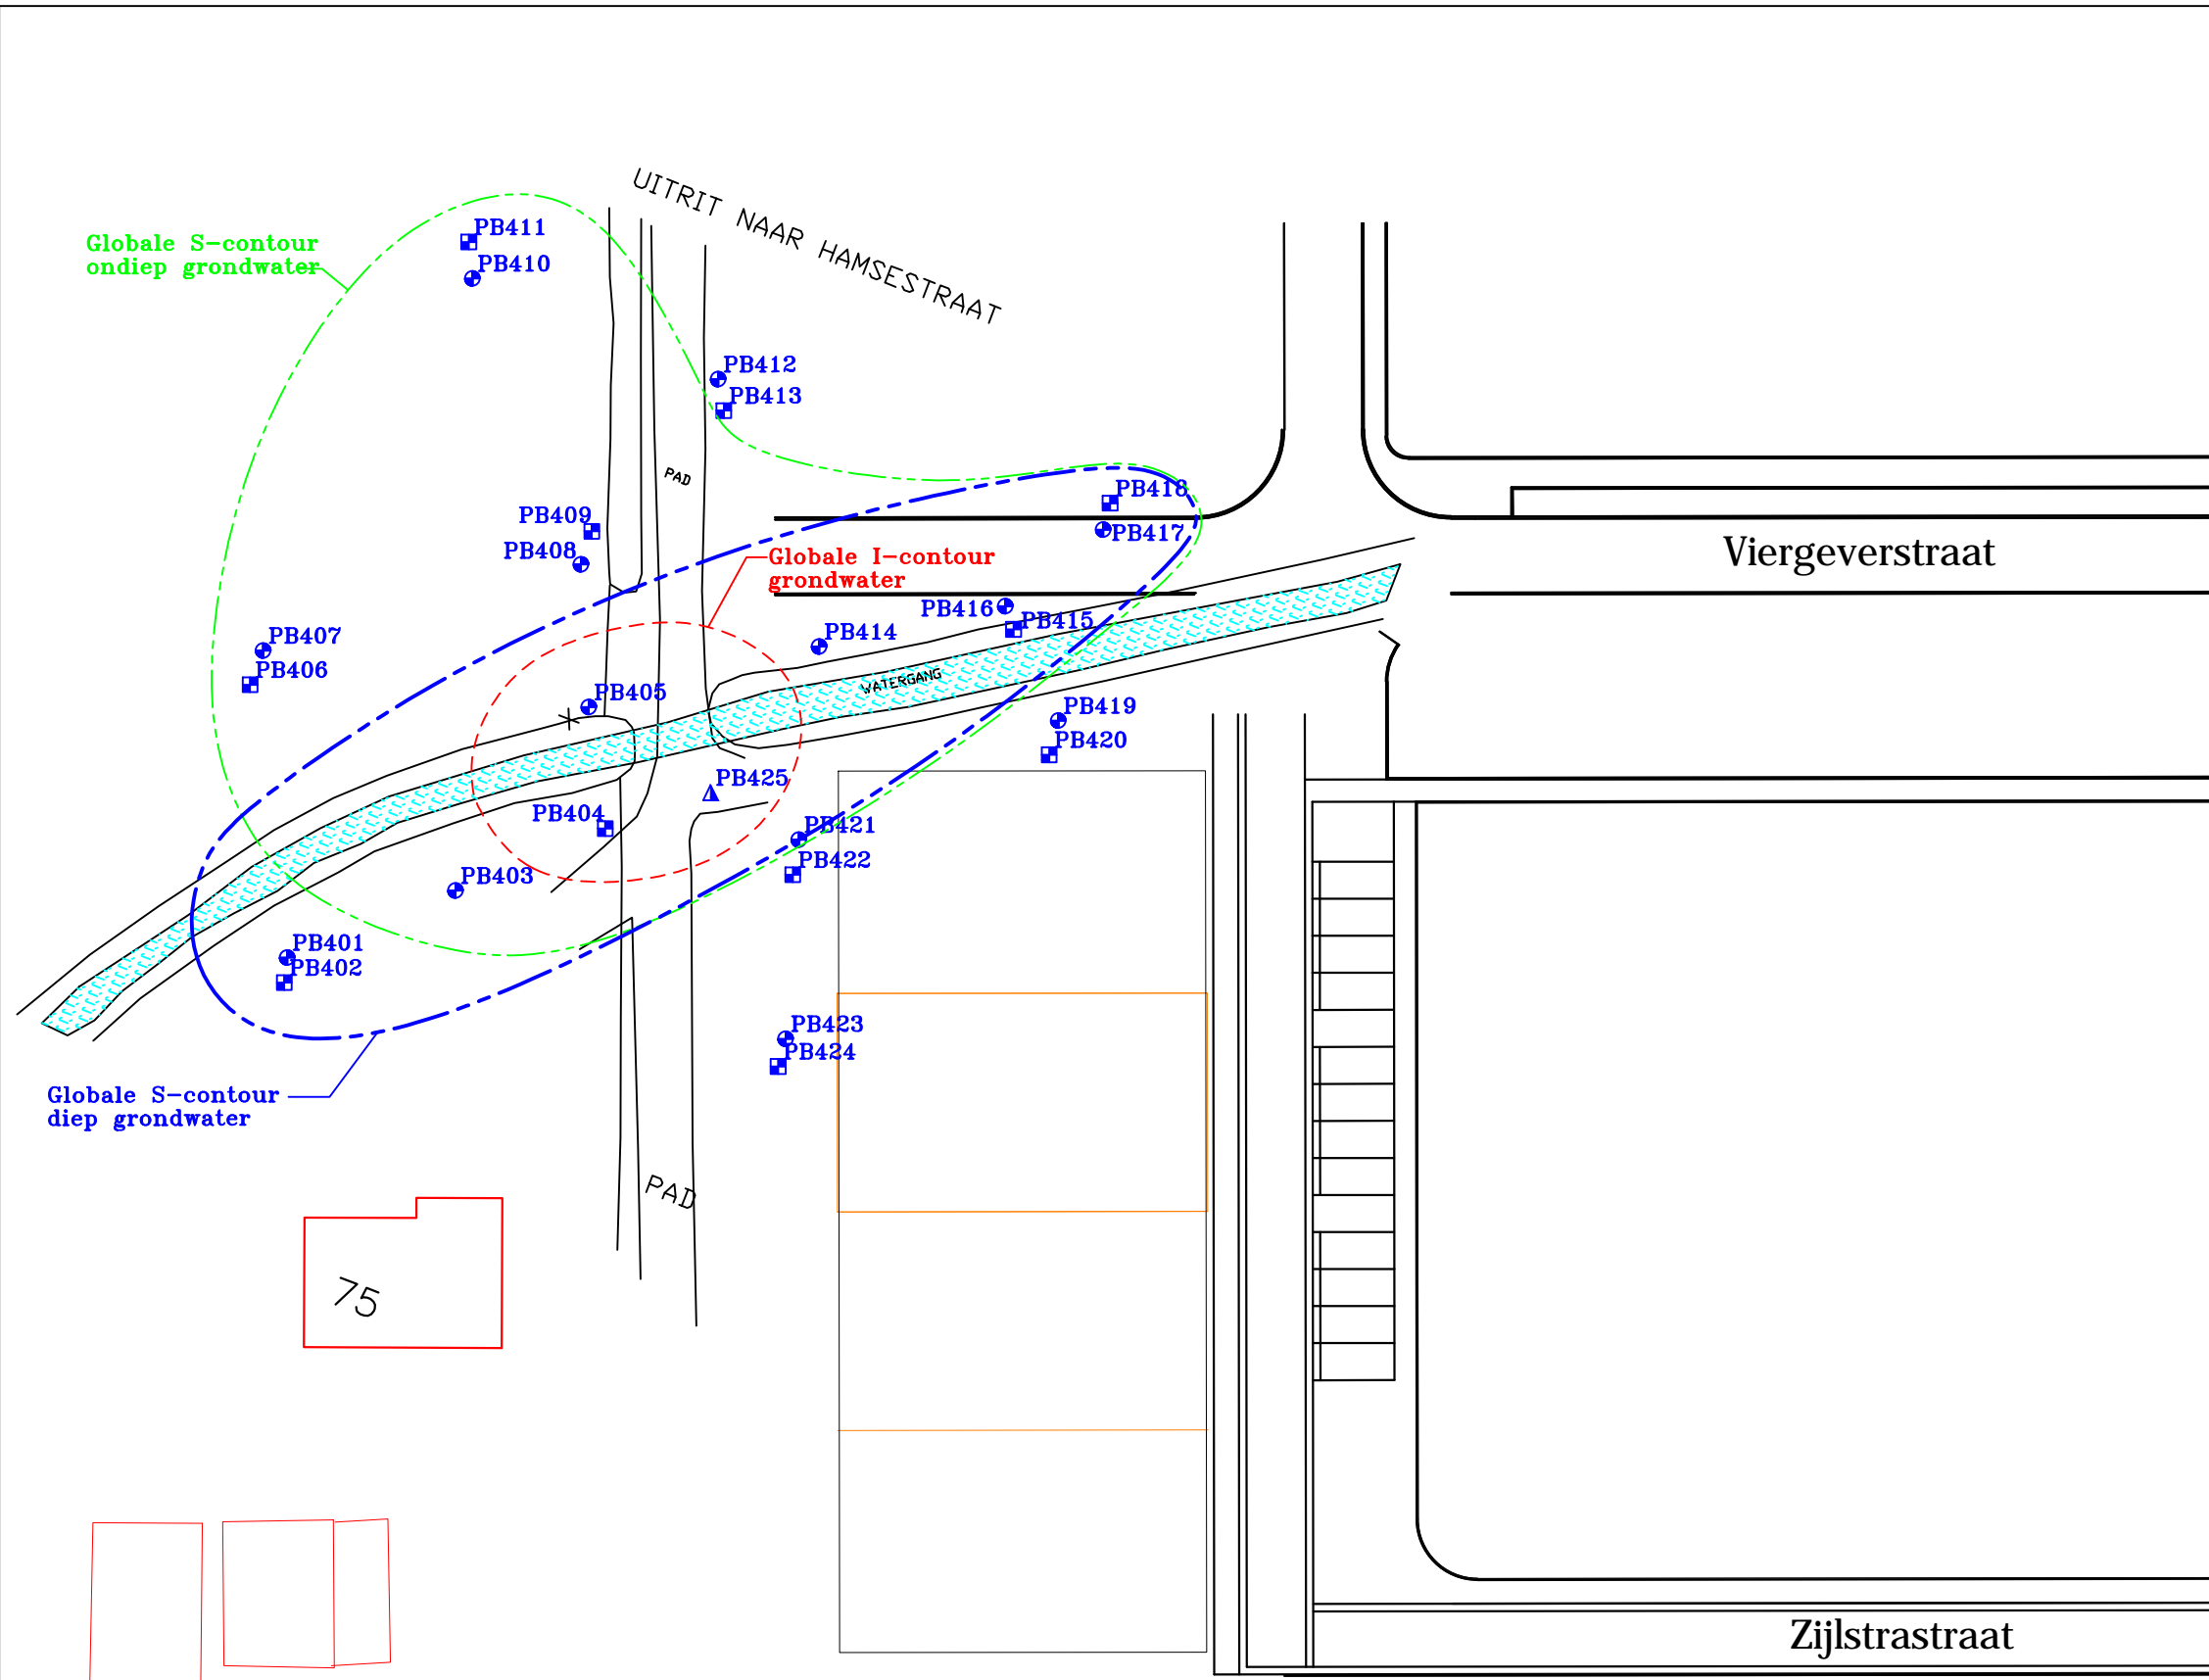 UITRIT NAAR HAMSESTRAAT
PB411
Globale S-contour
ondiep grondwater
PB410
PB412
PB413
PAD
PB418
PB409
PB417
PB408
Globale I-contour
grondwater
Viergeverstraat
PB416
PB415
PB414
PB407
PB406
WATERGANG
PB405
PB419
PB420
PB425
PB404
PB421
PB422
PB403
PB401
PB402
PB423
PB424
Globale S-contour
diep grondwater
PAD
75
Zijlstrastraat